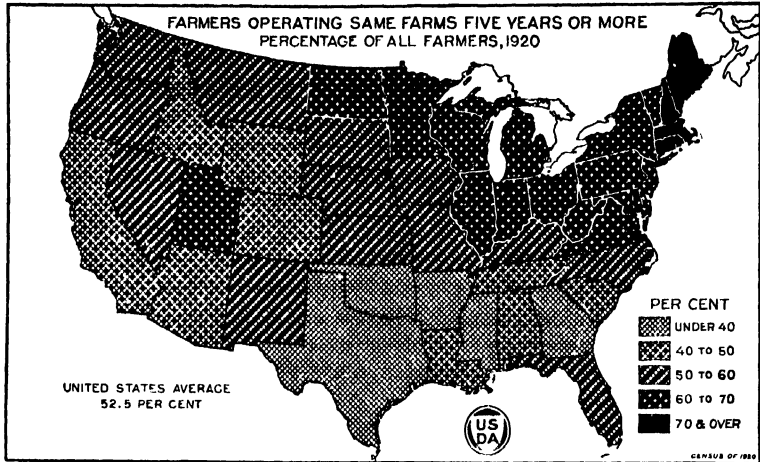 FARMERS OPERATING SAME FARMS FIVE YEARS OR MORE
PERCENTAGE OF ALL FARMERS, 1920
PER CENT
UNDER 40
40 TO 50
50 TO 60
60 TO 70
70 & OVER
UNITED STATES AVERAGE
52.5 PER CENT
US
DA
CENSUS OF 1920